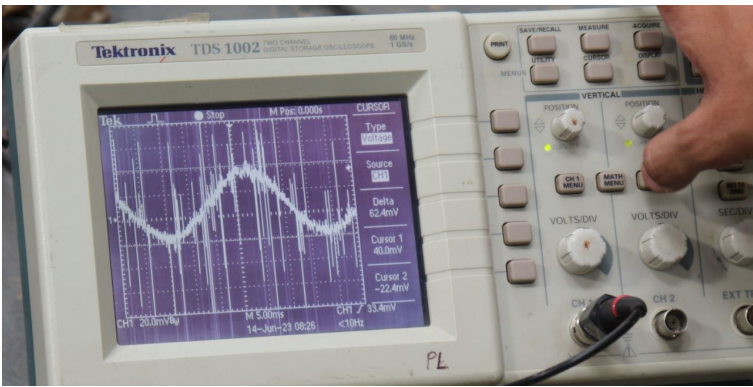 Tektronix TDS 1002 TWO CHANNEL DIGITAL STORAGE OSCILLOSCOPE
60 MHz
1 GS/s
Tek Stop M Pos: 0.000s CURSOR
Type
Voltage
Source
CH1
Delta
62.4mV
Cursor 1
40.0mV
Cursor 2
-22.4mV
1
CH1 20.0mVBW M 5.00ms CH1 / 33.4mV
14-Jun-23 08:26 <10Hz
PL
PRINT
SAVE/RECALL MEASURE ACQUIRE
MENUS
UTILITY CURSOR DISPLAY
VERTICAL
POSITION POSITION
CH 1
MENU
MATH
MENU
VOLTS/DIV VOLTS/DIV SEC/DIV
CH 1 CH 2 EXT